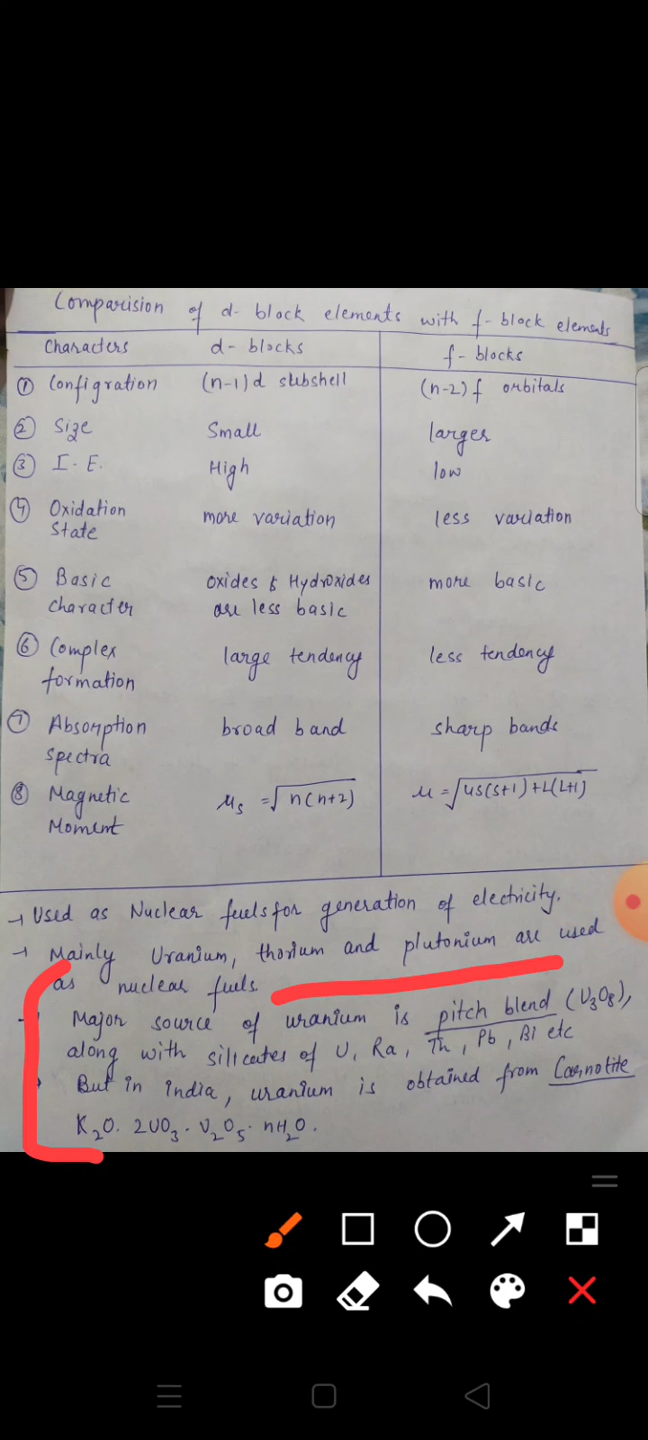 Comparision of d-block elements with f-block elements
Characters d-blocks f-blocks
① Configration (n-1)d subshell (n-2)f orbitals
② Size Small larger
③ I.E. High low
④ Oxidation State more variation less variation
⑤ Basic character oxides & Hydroxides are less basic more basic
⑥ Complex formation large tendency less tendency
⑦ Absorption spectra broad band sharp bands
⑧ Magnetic Moment μs = √n(n+2) μ = √4S(S+1)+L(L+1)
→ Used as Nuclear fuels for generation of electricity.
→ Mainly Uranium, thorium and plutonium are used
as nuclear fuels
Major source of uranium is pitch blend (U3O8),
along with silicates of U, Ra, Th, Pb, Bi etc
But in india, uranium is obtained from Carnotite
K2O. 2UO3. V2O5. nH2O.